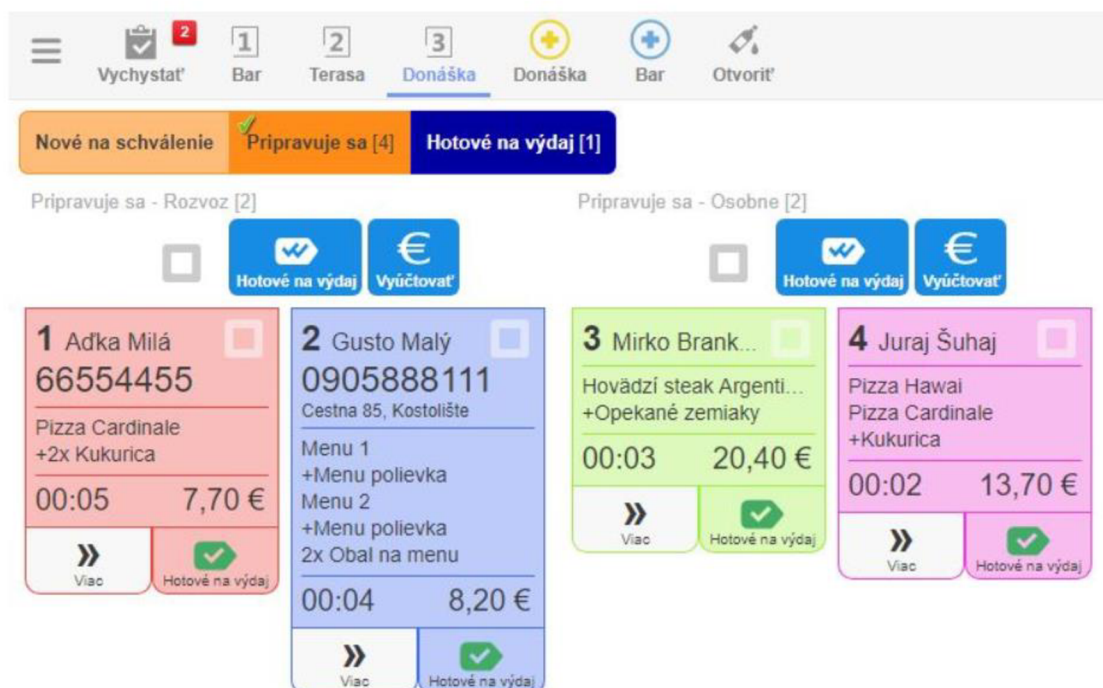 Vychystať
2
1
Bar
2
Terasa
3
Donáška
Donáška
Bar
Otvoriť
Nové na schválenie
Pripravuje sa [4]
Hotové na výdaj [1]
Pripravuje sa - Rozvoz [2]
Hotové na výdaj
€
Vyúčtovať
1 Aďka Milá
66554455
Pizza Cardinale
+2x Kukurica
00:05 7,70 €
Viac
Hotové na výdaj
2 Gusto Malý
0905888111
Cestna 85, Kostolište
Menu 1
+Menu polievka
Menu 2
+Menu polievka
2x Obal na menu
00:04 8,20 €
Viac
Hotové na výdaj
Pripravuje sa - Osobne [2]
Hotové na výdaj
€
Vyúčtovať
3 Mirko Brank...
Hovädzí steak Argenti...
+Opekané zemiaky
00:03 20,40 €
Viac
Hotové na výdaj
4 Juraj Šuhaj
Pizza Hawai
Pizza Cardinale
+Kukurica
00:02 13,70 €
Viac
Hotové na výdaj